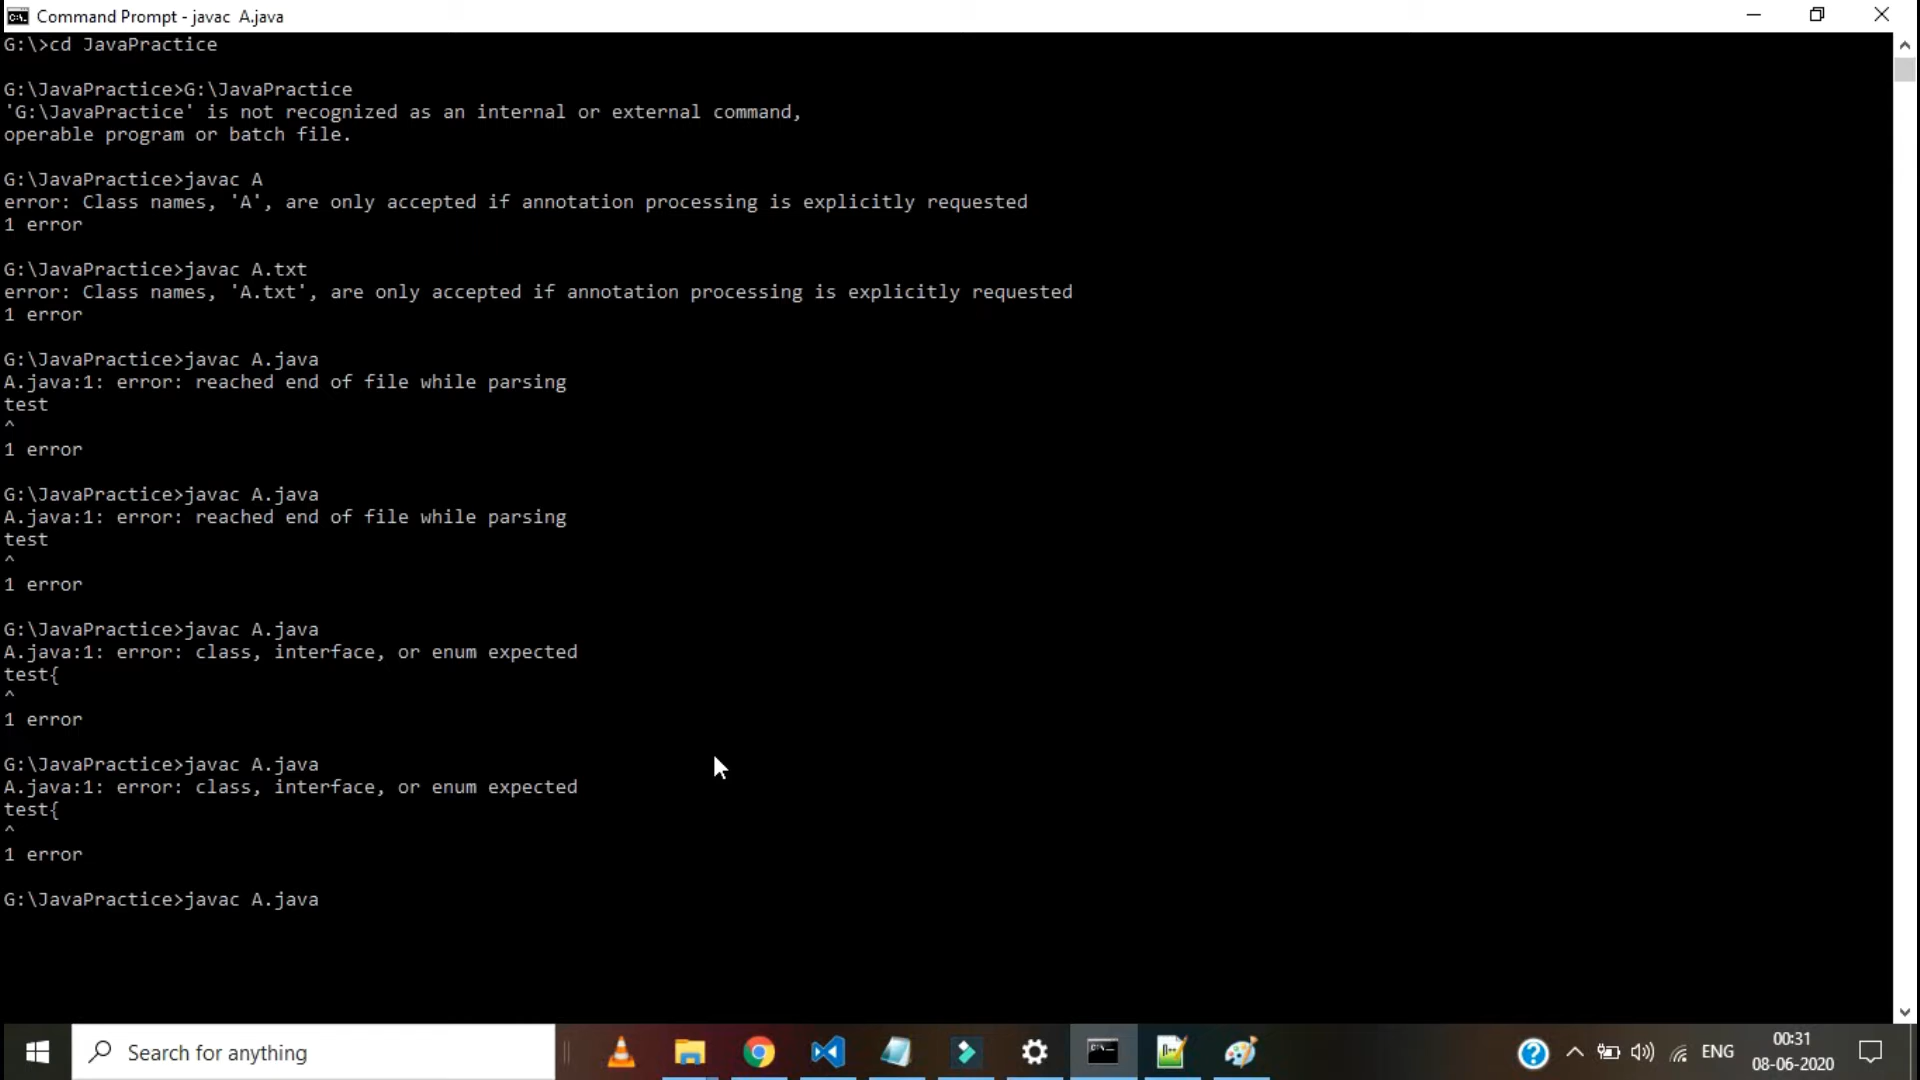 Command Prompt - javac  A.java
G:\>cd JavaPractice
G:\JavaPractice>G:\JavaPractice
'G:\JavaPractice' is not recognized as an internal or external command,
operable program or batch file.
G:\JavaPractice>javac A
error: Class names, 'A', are only accepted if annotation processing is explicitly requested
1 error
G:\JavaPractice>javac A.txt
error: Class names, 'A.txt', are only accepted if annotation processing is explicitly requested
1 error
G:\JavaPractice>javac A.java
A.java:1: error: reached end of file while parsing
test
^
1 error
G:\JavaPractice>javac A.java
A.java:1: error: reached end of file while parsing
test
^
1 error
G:\JavaPractice>javac A.java
A.java:1: error: class, interface, or enum expected
test{
^
1 error
G:\JavaPractice>javac A.java
A.java:1: error: class, interface, or enum expected
test{
^
1 error
G:\JavaPractice>javac A.java
Search for anything
ENG
00:31
08-06-2020